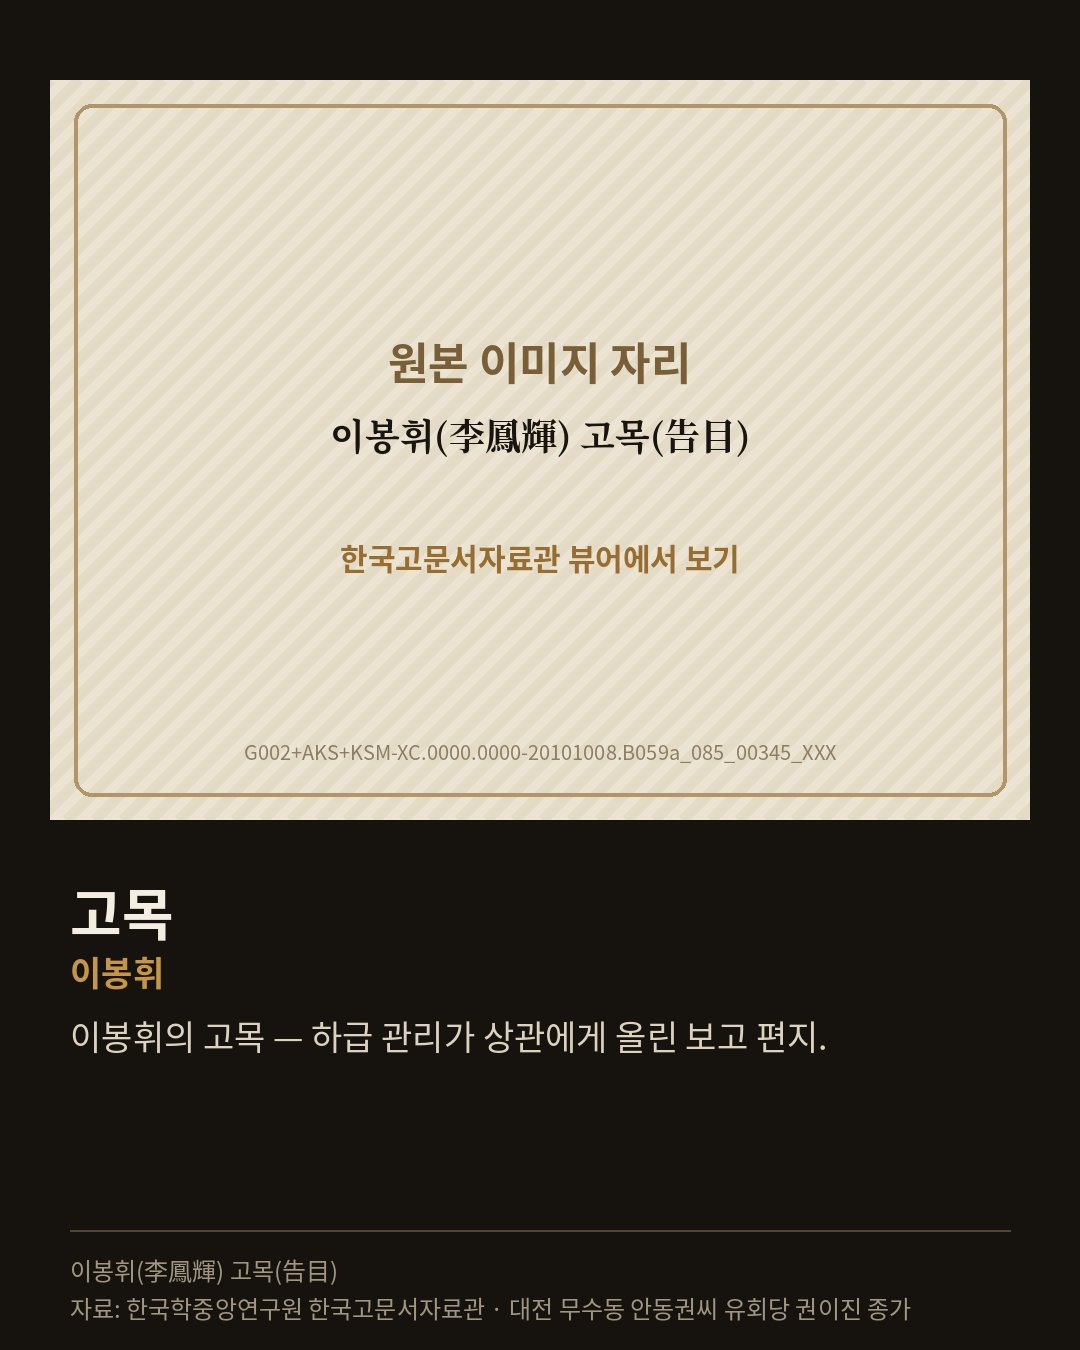 원본 이미지 자리
이봉휘(李鳳輝) 고목(告目)
한국고문서자료관 뷰어에서 보기
G002+AKS+KSM-XC.0000.0000-20101008.B059a_085_00345_XXX
고목
이봉휘
이봉휘의 고목 — 하급 관리가 상관에게 올린 보고 편지.
이봉휘(李鳳輝) 고목(告目)
자료: 한국학중앙연구원 한국고문서자료관 · 대전 무수동 안동권씨 유회당 권이진 종가